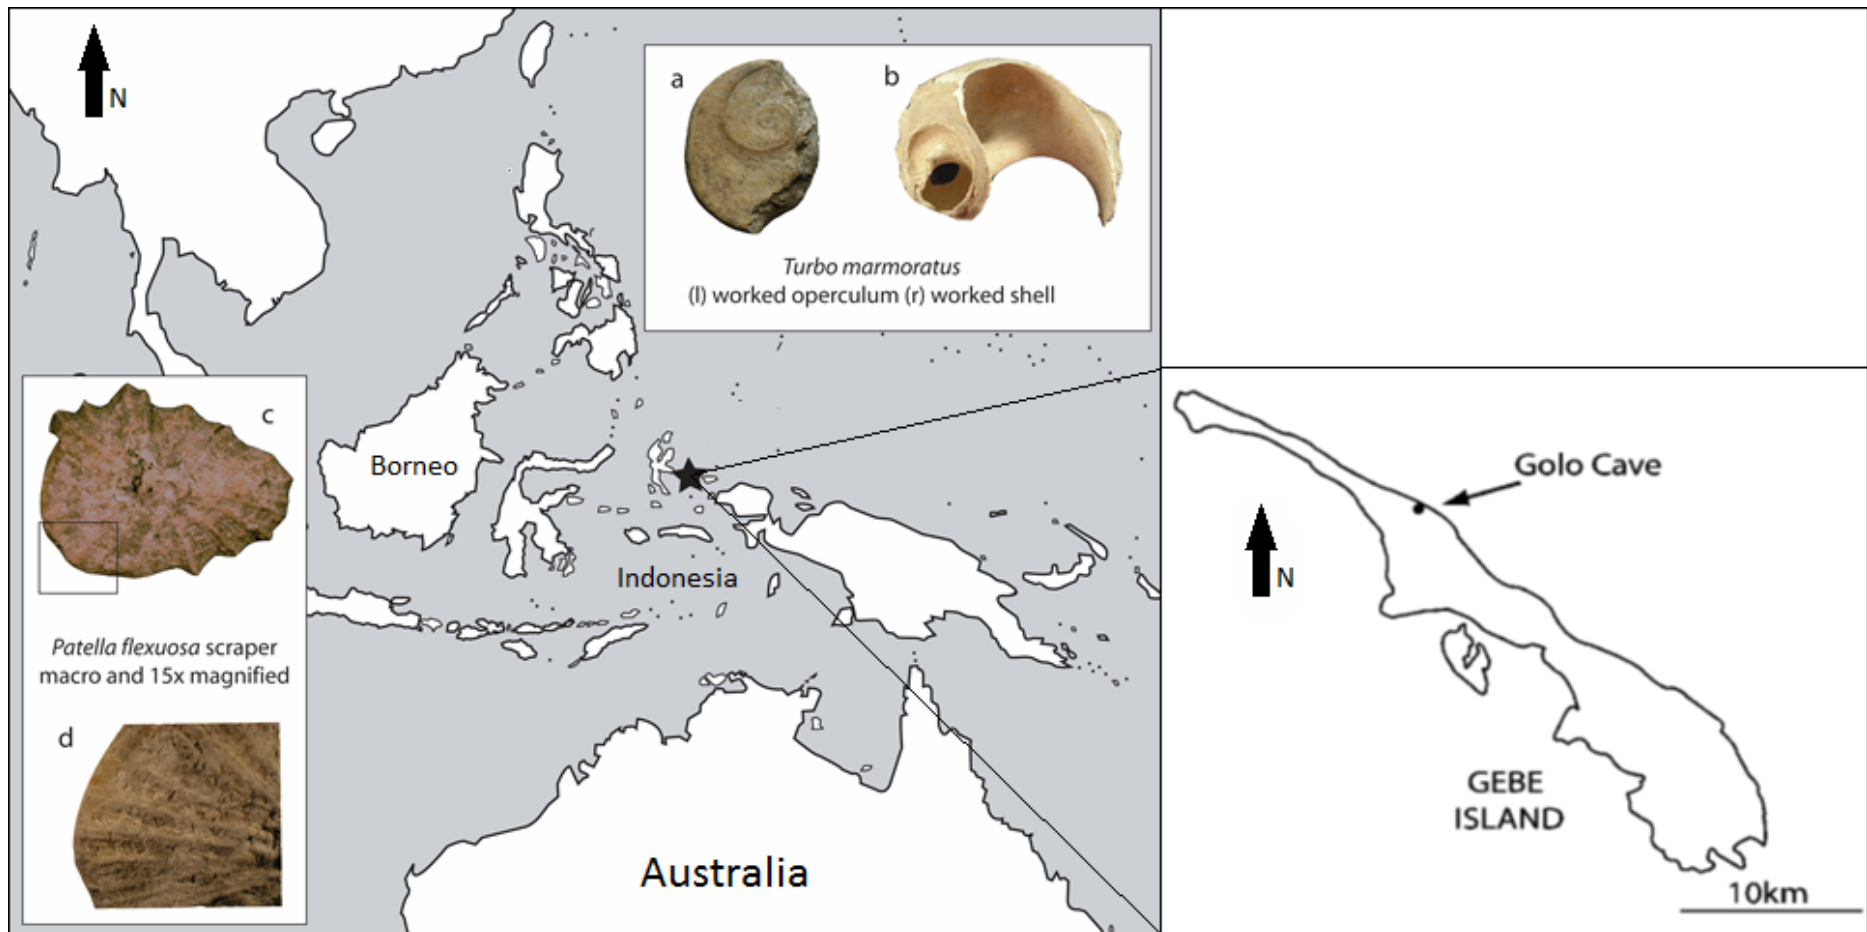 N
a
b
Turbo marmoratus
(l) worked operculum (r) worked shell
c
Patella flexuosa scraper
macro and 15x magnified
d
Borneo
Indonesia
Australia
Golo Cave
N
GEBE
ISLAND
10km